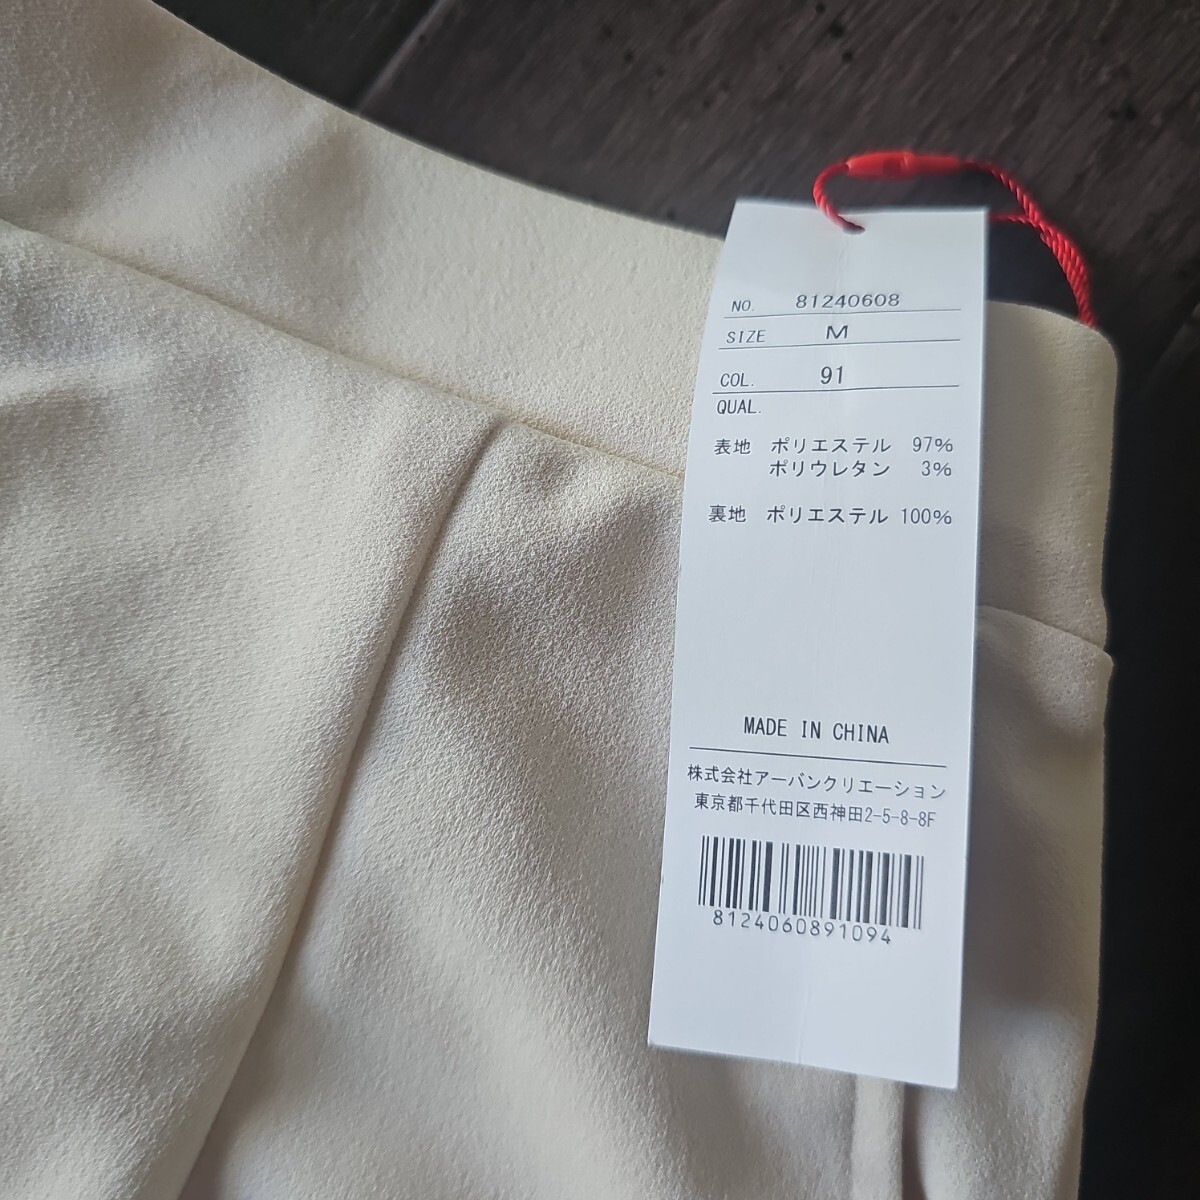 NO. 81240608
SIZE M
COL. 91
QUAL.
表地 ポリエステル 97%
ポリウレタン 3%
裏地 ポリエステル 100%
MADE IN CHINA
株式会社アーバンクリエーション
東京都千代田区西神田2-5-8-8F
8124060891094